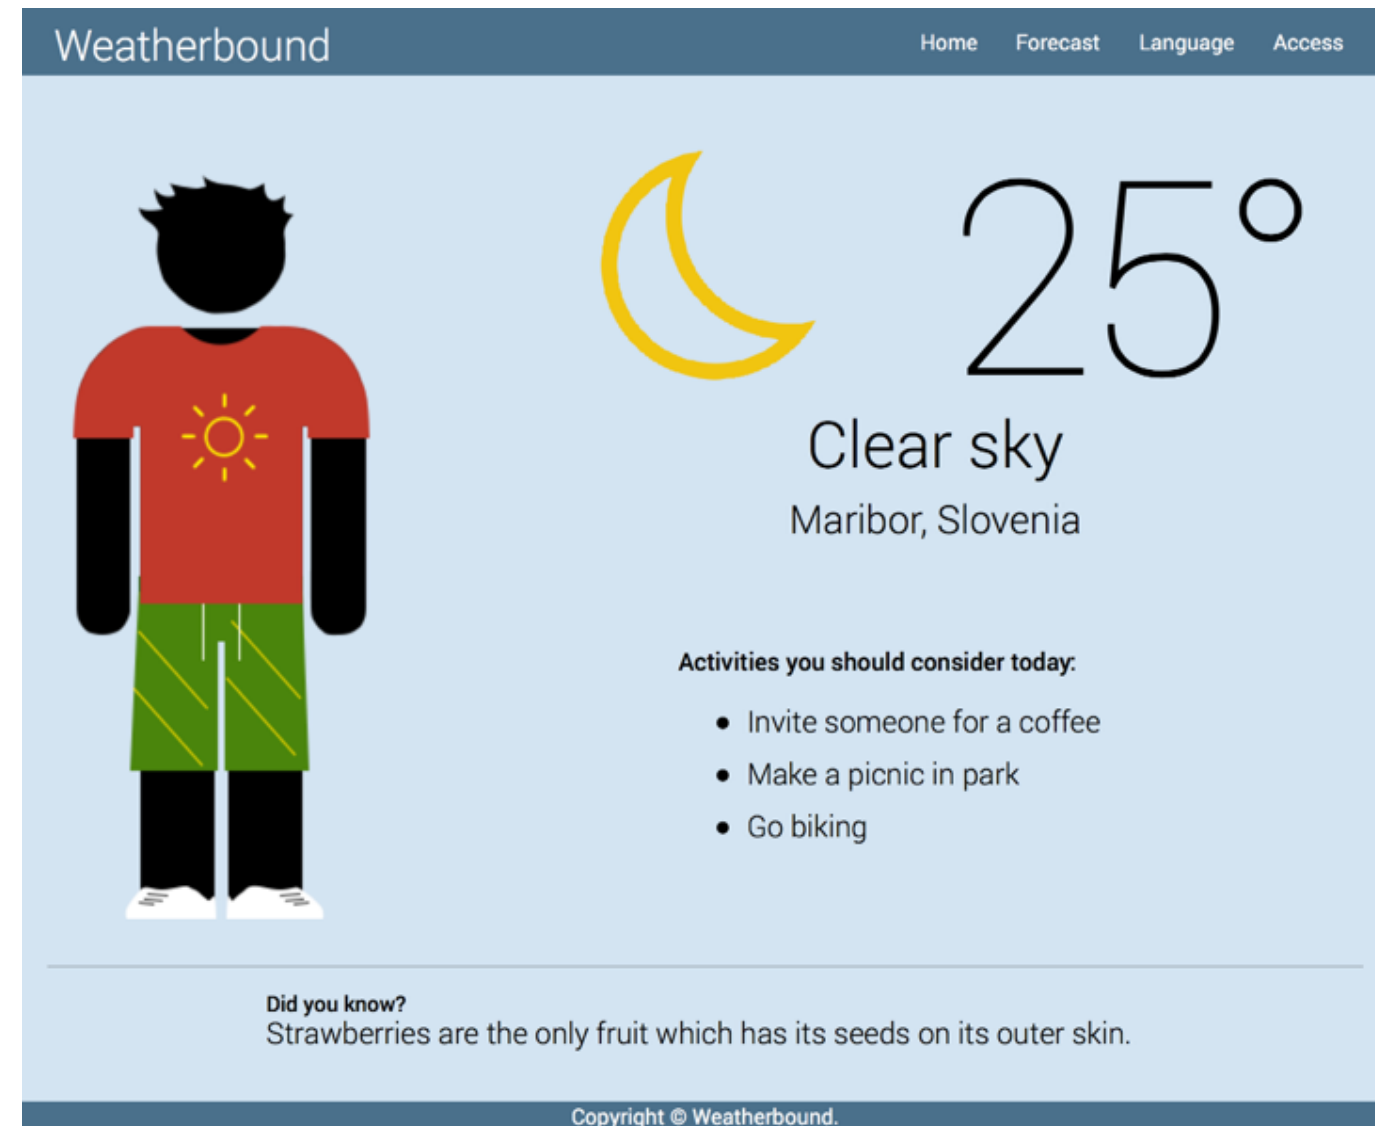 Weatherbound
Home Forecast Language Access
25°
Clear sky
Maribor, Slovenia
Activities you should consider today:
• Invite someone for a coffee
• Make a picnic in park
• Go biking
Did you know?
Strawberries are the only fruit which has its seeds on its outer skin.
Copyright © Weatherbound.